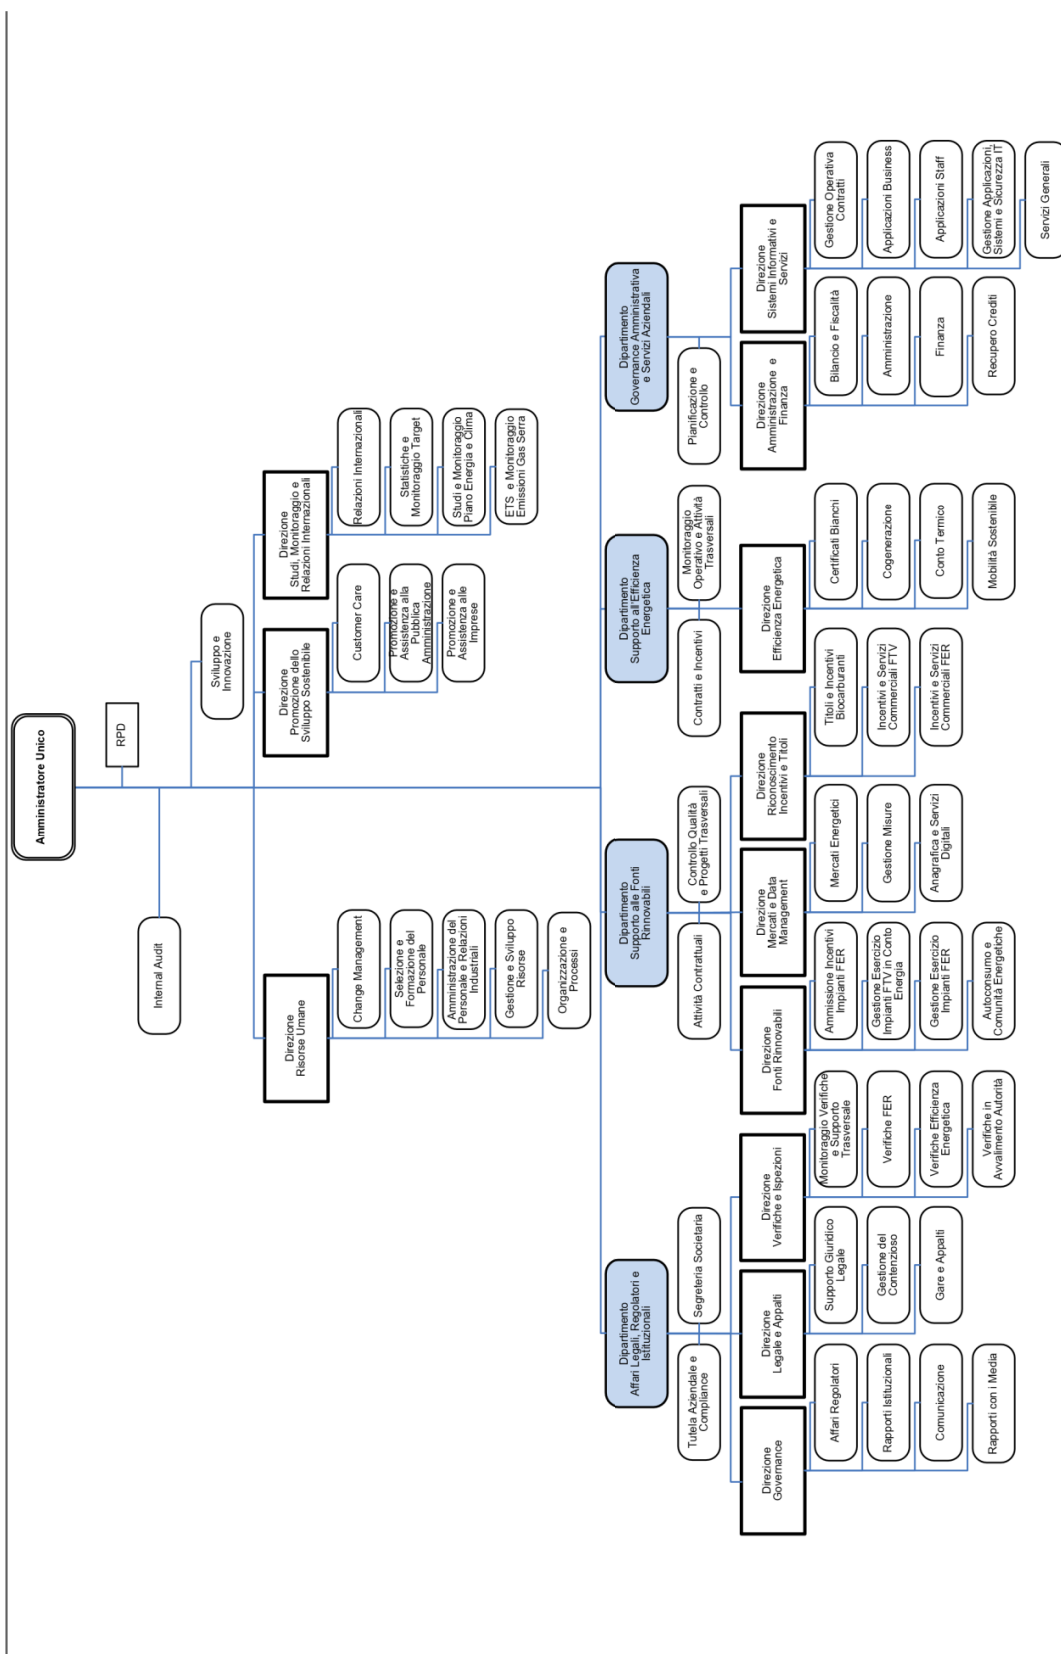 Amministratore Unico
RPD
Internal Audit
Sviluppo e
Innovazione
Direzione
Risorse Umane
Change Management
Selezione e
Formazione del
Personale
Amministrazione del
Personale e Relazioni
Industriali
Gestione e Sviluppo
Risorse
Organizzazione e
Processi
Direzione
Promozione dello
Sviluppo Sostenibile
Customer Care
Promozione e
Assistenza alla
Pubblica
Amministrazione
Promozione e
Assistenza alle
Imprese
Direzione
Studi, Monitoraggio e
Relazioni Internazionali
Relazioni Internazionali
Statistiche e
Monitoraggio Target
Studi e Monitoraggio
Piano Energia e Clima
ETS e Monitoraggio
Emissioni Gas Serra
Dipartimento
Affari Legali, Regolatori e
Istituzionali
Tutela Aziendale e
Compliance
Segreteria Societaria
Direzione
Governance
Affari Regolatori
Rapporti Istituzionali
Comunicazione
Rapporti con i Media
Direzione
Legale e Appalti
Supporto Giuridico
Legale
Gestione del
Contenzioso
Gare e Appalti
Direzione
Verifiche e Ispezioni
Monitoraggio Verifiche
e Supporto
Trasversale
Verifiche FER
Verifiche Efficienza
Energetica
Verifiche in
Avvalimento Autorità
Dipartimento
Supporto alle Fonti
Rinnovabili
Attività Contrattuali
Controllo Qualità
e Progetti Trasversali
Direzione
Fonti Rinnovabili
Ammissione Incentivi
Impianti FER
Gestione Esercizio
Impianti FTV in Conto
Energia
Gestione Esercizio
Impianti FER
Autoconsumo e
Comunità Energetiche
Direzione
Mercati e Data
Management
Mercati Energetici
Gestione Misure
Anagrafica e Servizi
Digitali
Direzione
Riconoscimento
Incentivi e Titoli
Titoli e Incentivi
Biocarburanti
Incentivi e Servizi
Commerciali FTV
Incentivi e Servizi
Commerciali FER
Dipartimento
Supporto all'Efficienza
Energetica
Contratti e Incentivi
Monitoraggio
Operativo e Attività
Trasversali
Direzione
Efficienza Energetica
Certificati Bianchi
Cogenerazione
Conto Termico
Mobilità Sostenibile
Dipartimento
Governance Amministrativa
e Servizi Aziendali
Pianificazione e
Controllo
Direzione
Amministrazione e
Finanza
Bilancio e Fiscalità
Amministrazione
Finanza
Recupero Crediti
Direzione
Sistemi Informativi e
Servizi
Gestione Operativa
Contratti
Applicazioni Business
Applicazioni Staff
Gestione Applicazioni,
Sistemi e Sicurezza IT
Servizi Generali